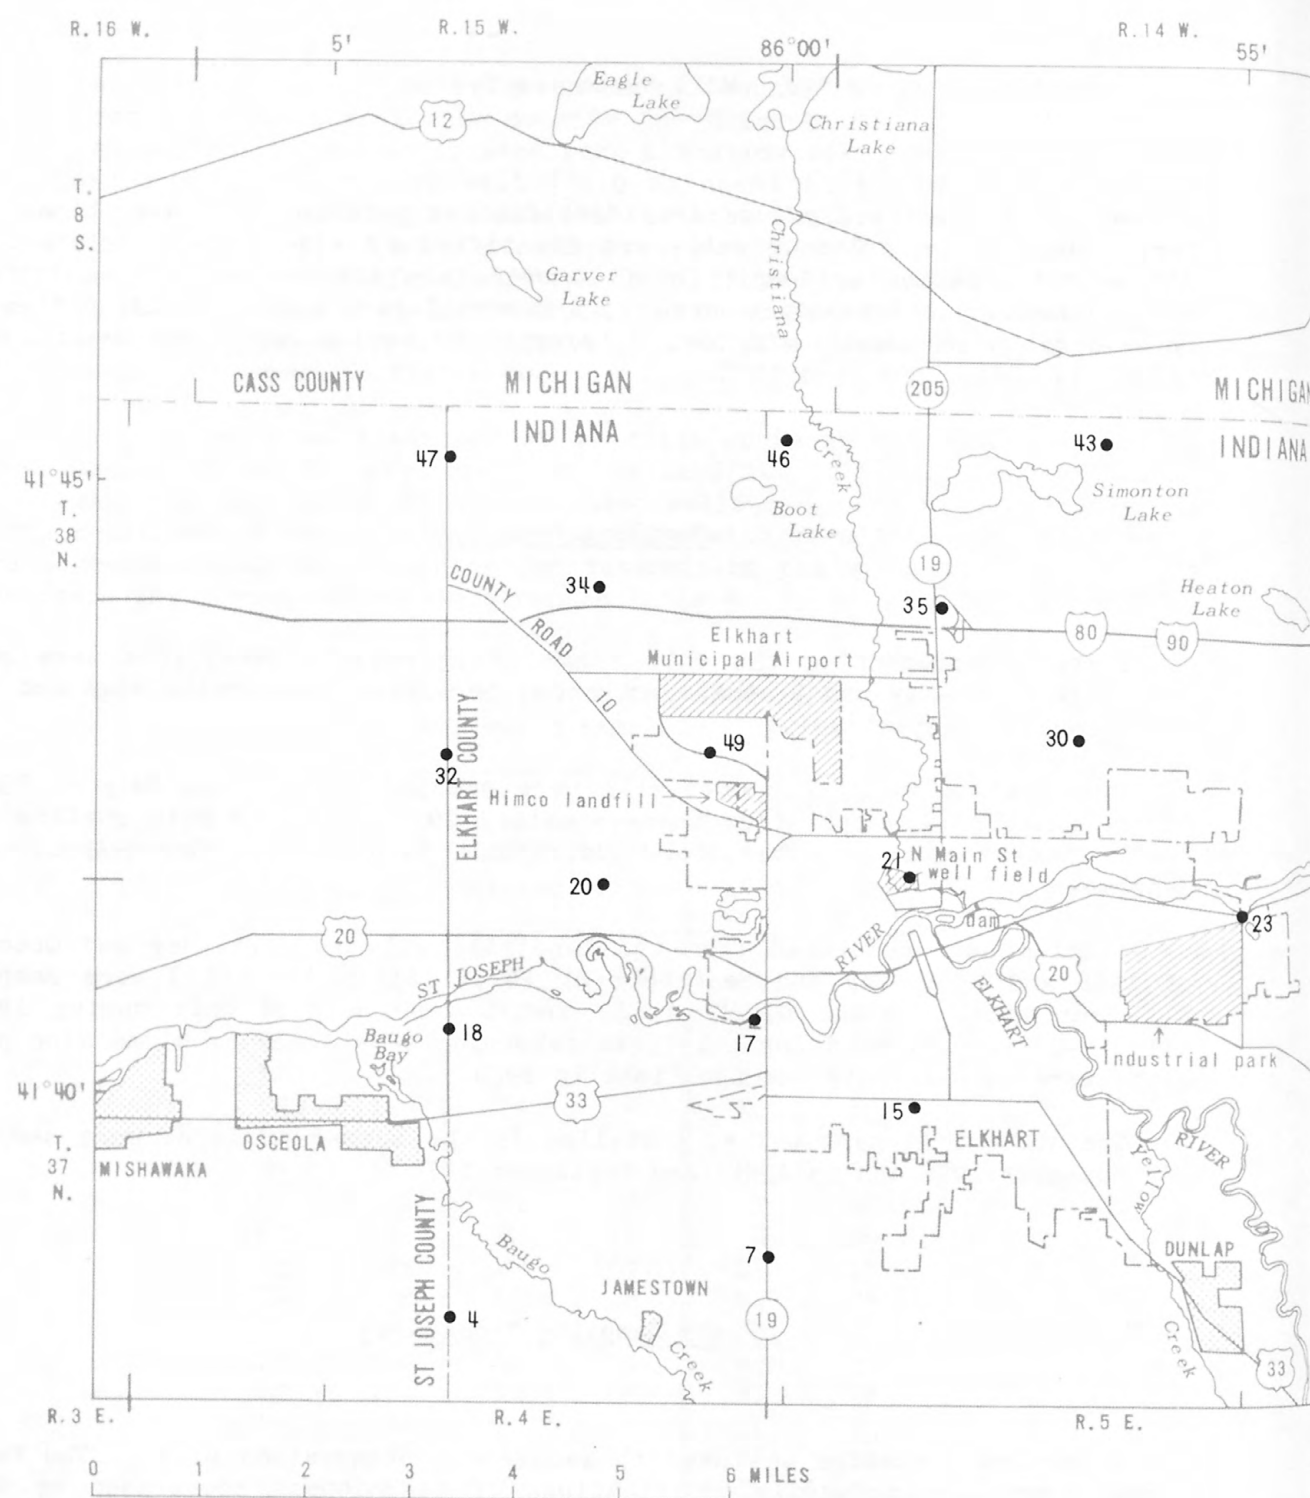 R.16 W.
R.15 W.
R.14 W.
5'
86°00'
55'
Eagle
Lake
12
Christiana
Lake
T.
8
S.
Christiana
Garver
Lake
205
CASS COUNTY
MICHIGAN
MICHIGAN
INDIANA
INDIANA
47
46
43
Creek
41°45'
T.
38
N.
Boot
Lake
Simonton
Lake
19
COUNTY
34
35
Heaton
Lake
ROAD
80
90
Elkhart
Municipal Airport
10
ELKHART COUNTY
49
30
32
Himco landfill
21
N Main St
well field
20
23
20
dam
RIVER
ST JOSEPH
20
ELKHART
18
17
Baugo
Bay
Industrial park
41°40'
33
15
OSCEOLA
ELKHART
T.
37
N.
MISHAWAKA
Yellow
RIVER
ST JOSEPH COUNTY
Baugo
7
DUNLAP
JAMESTOWN
4
19
Creek
Creek
33
R.3 E.
R.4 E.
R.5 E.
0 1 2 3 4 5 6 MILES